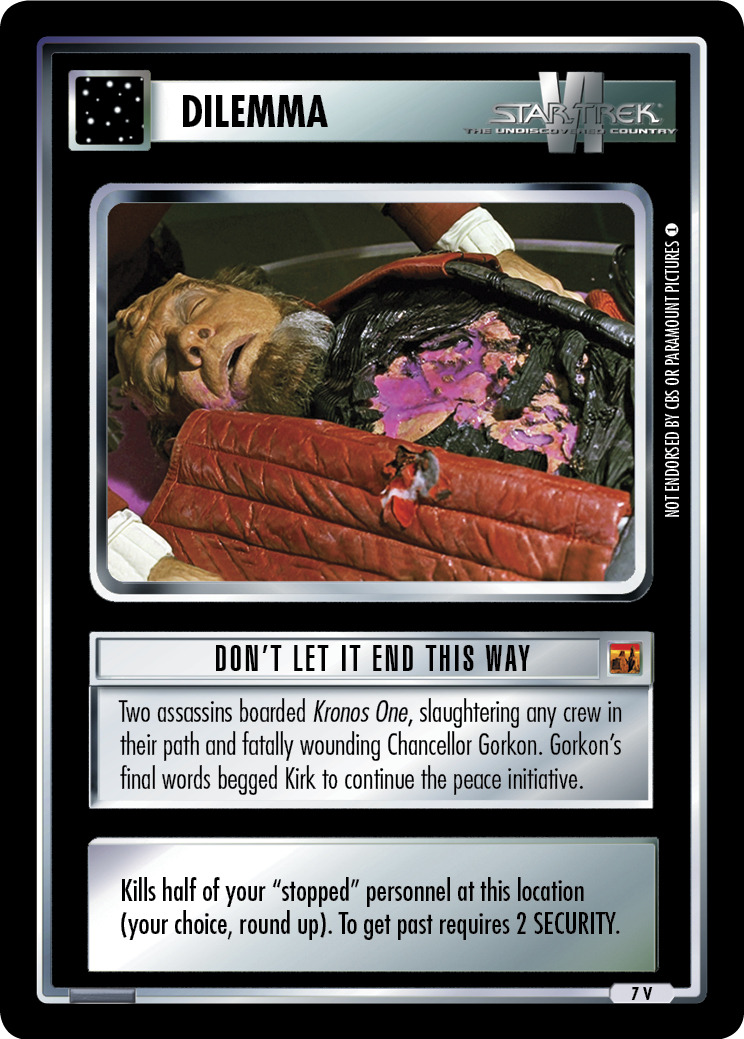 DILEMMA
VI
STAR TREK
THE UNDISCOVERED COUNTRY
NOT ENDORSED BY CBS OR PARAMOUNT PICTURES
DON'T LET IT END THIS WAY
Two assassins boarded Kronos One, slaughtering any crew in
their path and fatally wounding Chancellor Gorkon. Gorkon's
final words begged Kirk to continue the peace initiative.
Kills half of your “stopped” personnel at this location
(your choice, round up). To get past requires 2 SECURITY.
7 V